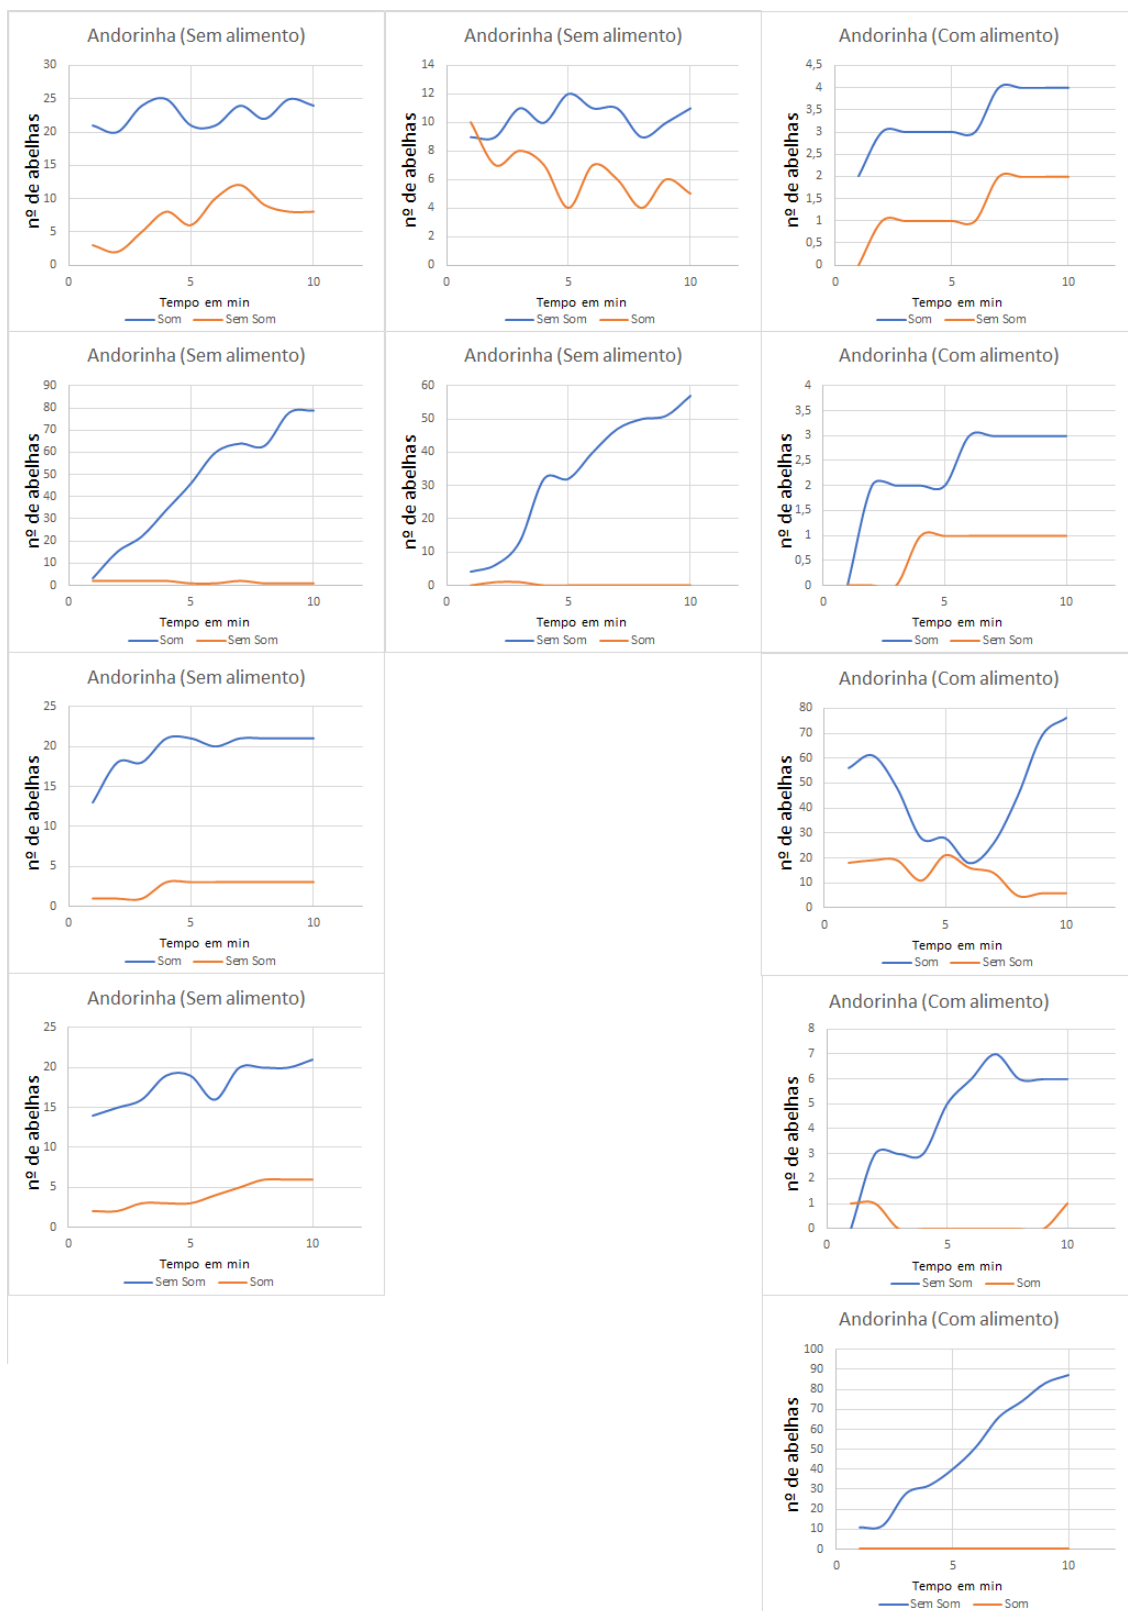 Andorinha (Sem alimento)
30
25
20
15
10
5
0
0
5
10
nº de abelhas
Tempo em min
Som
Sem Som
Andorinha (Sem alimento)
14
12
10
8
6
4
2
0
0
5
10
nº de abelhas
Tempo em min
Sem Som
Som
Andorinha (Com alimento)
4,5
4
3,5
3
2,5
2
1,5
1
0,5
0
0
5
10
nº de abelhas
Tempo em min
Som
Sem Som
Andorinha (Sem alimento)
90
80
70
60
50
40
30
20
10
0
0
5
10
nº de abelhas
Tempo em min
Som
Sem Som
Andorinha (Sem alimento)
60
50
40
30
20
10
0
0
5
10
nº de abelhas
Tempo em min
Sem Som
Som
Andorinha (Com alimento)
4
3,5
3
2,5
2
1,5
1
0,5
0
0
5
10
nº de abelhas
Tempo em min
Som
Sem Som
Andorinha (Sem alimento)
25
20
15
10
5
0
0
5
10
nº de abelhas
Tempo em min
Som
Sem Som
Andorinha (Com alimento)
80
70
60
50
40
30
20
10
0
0
5
10
nº de abelhas
Tempo em min
Som
Sem Som
Andorinha (Sem alimento)
25
20
15
10
5
0
0
5
10
nº de abelhas
Tempo em min
Sem Som
Som
Andorinha (Com alimento)
8
7
6
5
4
3
2
1
0
0
5
10
nº de abelhas
Tempo em min
Sem Som
Som
Andorinha (Com alimento)
100
90
80
70
60
50
40
30
20
10
0
0
5
10
nº de abelhas
Tempo em min
Sem Som
Som